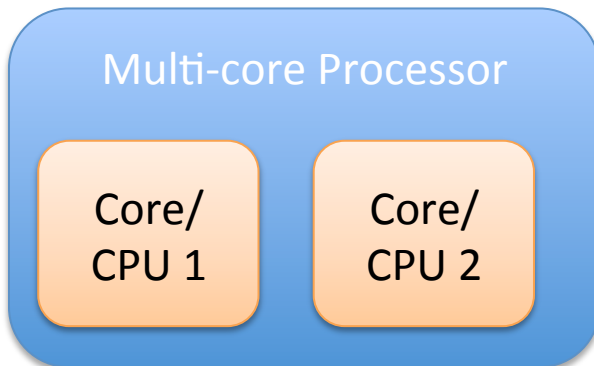 Multi-core Processor
Core/
CPU 1
Core/
CPU 2